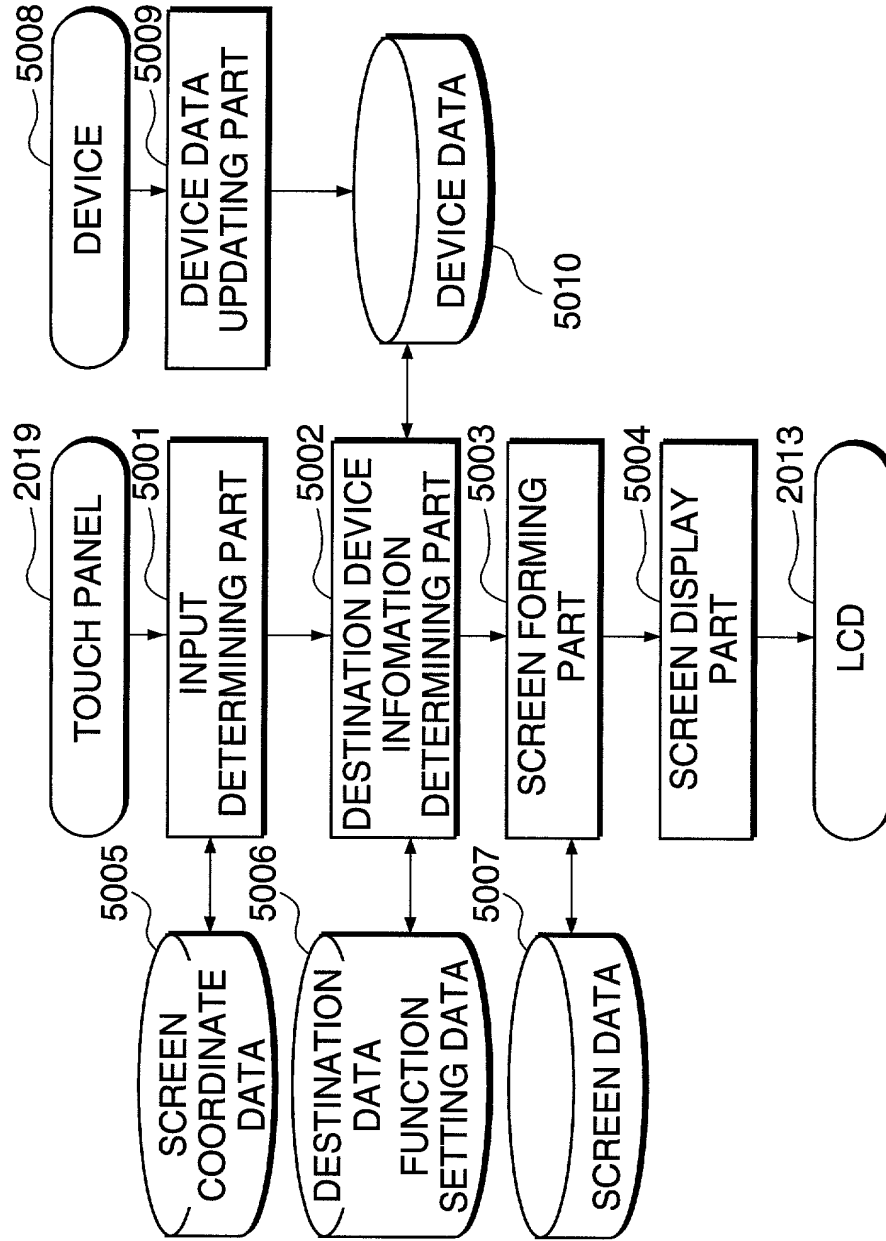 TOUCH PANEL
2019
DEVICE
5008
SCREEN
COORDINATE
DATA
5005
INPUT
DETERMINING PART
5001
DEVICE DATA
UPDATING PART
5009
DESTINATION
DATA
FUNCTION
SETTING DATA
5006
DESTINATION DEVICE
INFOMATION
DETERMINING PART
5002
DEVICE DATA
5010
SCREEN DATA
5007
SCREEN FORMING
PART
5003
SCREEN DISPLAY
PART
5004
LCD
2013